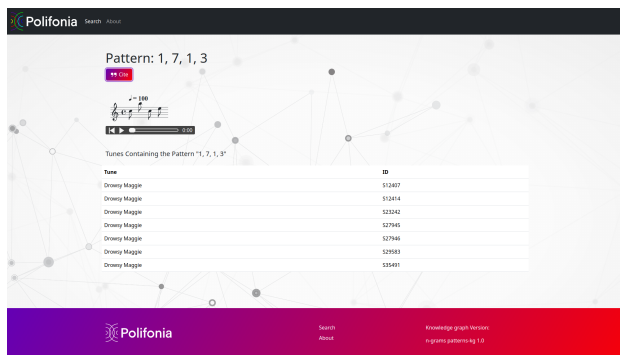 Polifonia Search About
Pattern: 1, 7, 1, 3
Cite
♩ = 100
0:00
Tunes Containing the Pattern "1, 7, 1, 3"
Tune ID
Drowsy Maggie S12407
Drowsy Maggie S12414
Drowsy Maggie S23242
Drowsy Maggie S27945
Drowsy Maggie S27946
Drowsy Maggie S29583
Drowsy Maggie S35491
Polifonia
Search
About
Knowledge graph Version:
n-grams patterns-kg 1.0